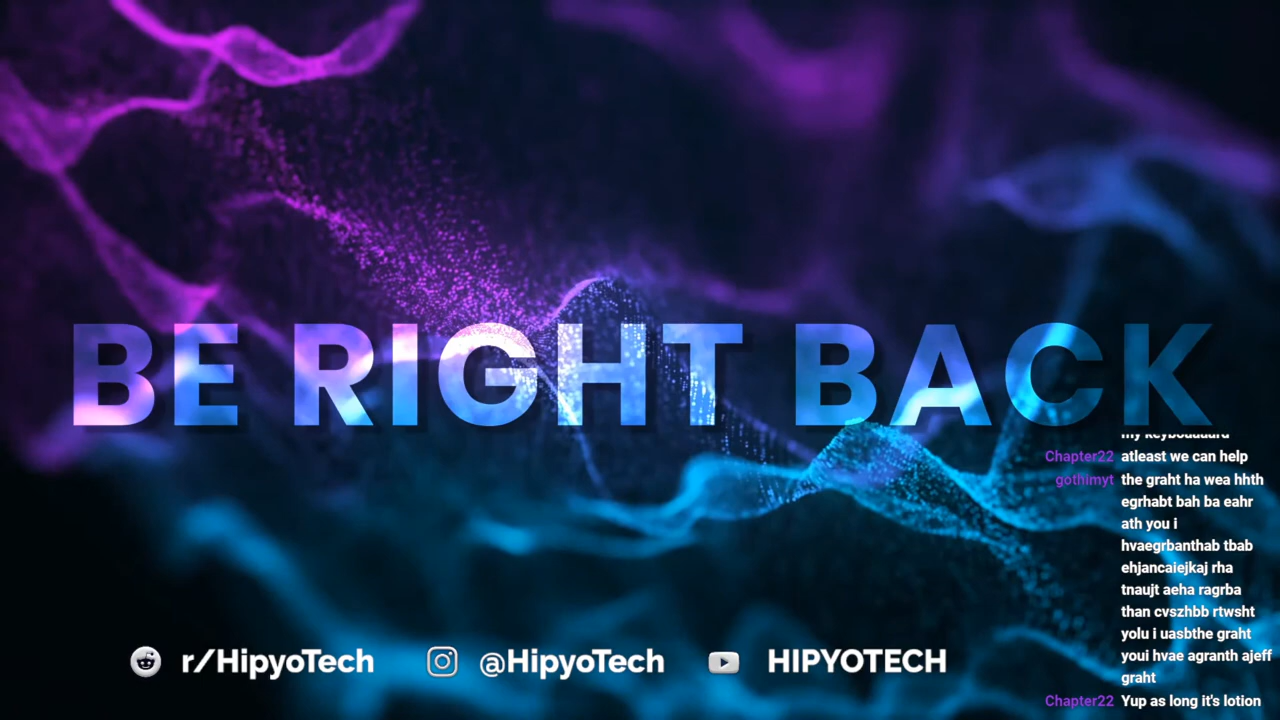 BE RIGHT BACK
my keybouaaard
Chapter22 atleast we can help
gothimyt the graht ha wea hhth
egrhabt bah ba eahr
ath you i
hvaegrbanthab tbab
ehjancaiejkaj rha
tnaujt aeha ragrba
than cvszhbb rtwsht
yolu i uasbthe graht
youi hvae agranth ajeff
graht
Chapter22 Yup as long it's lotion
r/HipyoTech @HipyoTech HIPYOTECH